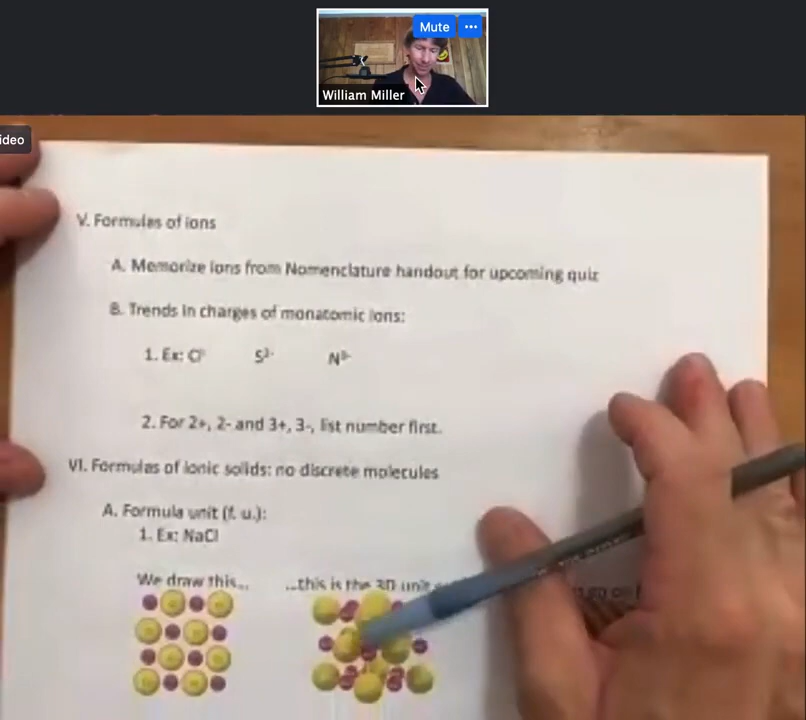 Mute
William Miller
ideo
V. Formulas of ions
A. Memorize ions from Nomenclature handout for upcoming quiz
B. Trends in charges of monatomic ions:
1. Ex: Cl⁻ S²⁻ N³⁻
2. For 2+, 2- and 3+, 3-, list number first.
VI. Formulas of ionic solids: no discrete molecules
A. Formula unit (f. u.):
1. Ex: NaCl
We draw this... ...this is the 3D unit